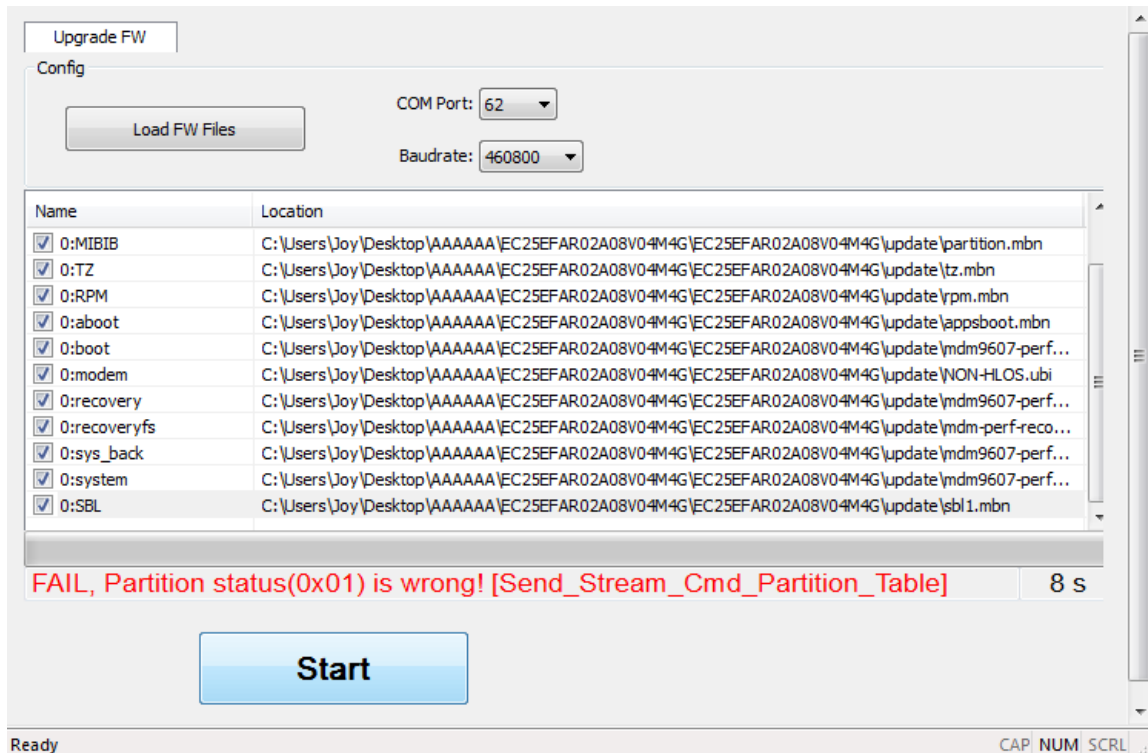 Upgrade FW
Config
Load FW Files
COM Port: 62
Baudrate: 460800
Name Location
0:MIBIB C:\Users\Joy\Desktop\AAAAAA\EC25EFAR02A08V04M4G\EC25EFAR02A08V04M4G\update\partition.mbn
0:TZ C:\Users\Joy\Desktop\AAAAAA\EC25EFAR02A08V04M4G\EC25EFAR02A08V04M4G\update\tz.mbn
0:RPM C:\Users\Joy\Desktop\AAAAAA\EC25EFAR02A08V04M4G\EC25EFAR02A08V04M4G\update\rpm.mbn
0:aboot C:\Users\Joy\Desktop\AAAAAA\EC25EFAR02A08V04M4G\EC25EFAR02A08V04M4G\update\appsboot.mbn
0:boot C:\Users\Joy\Desktop\AAAAAA\EC25EFAR02A08V04M4G\EC25EFAR02A08V04M4G\update\mdm9607-perf...
0:modem C:\Users\Joy\Desktop\AAAAAA\EC25EFAR02A08V04M4G\EC25EFAR02A08V04M4G\update\NON-HLOS.ubi
0:recovery C:\Users\Joy\Desktop\AAAAAA\EC25EFAR02A08V04M4G\EC25EFAR02A08V04M4G\update\mdm9607-perf...
0:recoveryfs C:\Users\Joy\Desktop\AAAAAA\EC25EFAR02A08V04M4G\EC25EFAR02A08V04M4G\update\mdm-perf-reco...
0:sys_back C:\Users\Joy\Desktop\AAAAAA\EC25EFAR02A08V04M4G\EC25EFAR02A08V04M4G\update\mdm9607-perf...
0:system C:\Users\Joy\Desktop\AAAAAA\EC25EFAR02A08V04M4G\EC25EFAR02A08V04M4G\update\mdm9607-perf...
0:SBL C:\Users\Joy\Desktop\AAAAAA\EC25EFAR02A08V04M4G\EC25EFAR02A08V04M4G\update\sbl1.mbn
FAIL, Partition status(0x01) is wrong! [Send_Stream_Cmd_Partition_Table] 8 s
Start
Ready CAP NUM SCRL